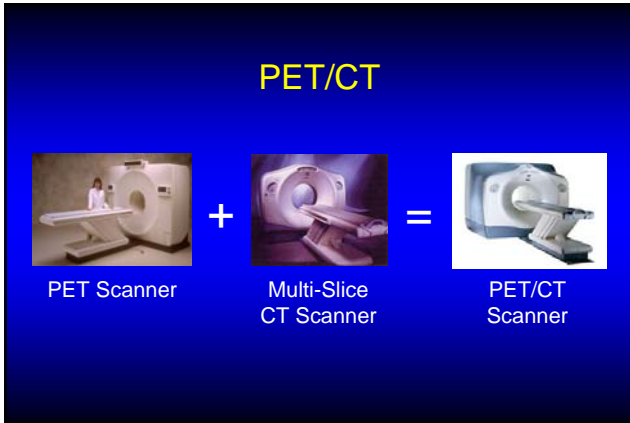 PET/CT
+
=
PET Scanner
Multi-Slice
CT Scanner
PET/CT
Scanner